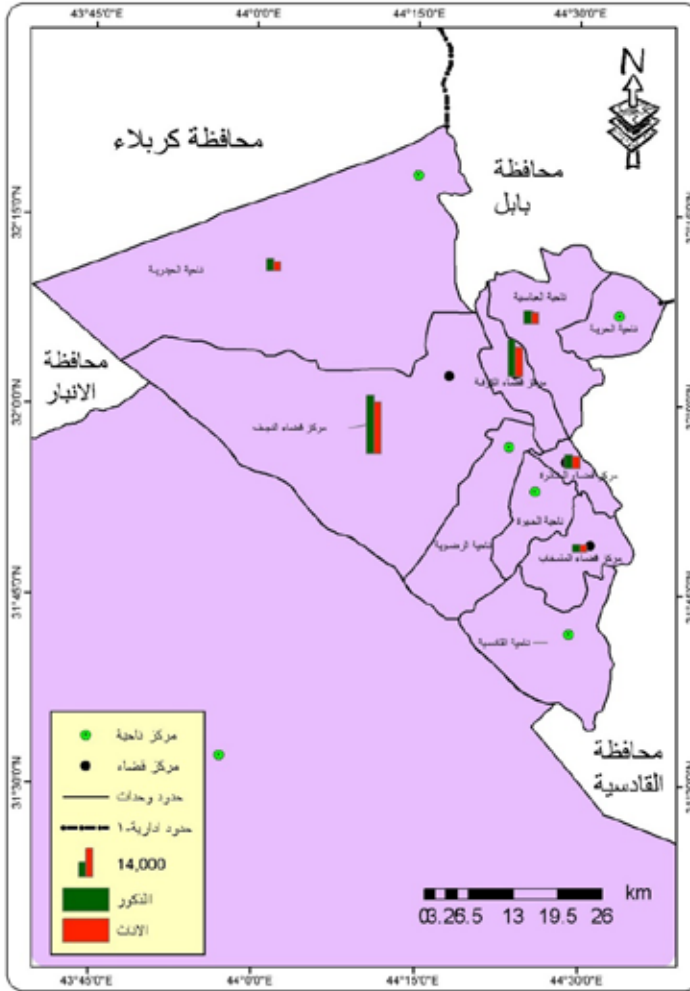 43°45'0"E 44°0'0"E 44°15'0"E 44°30'0"E
N
محافظة كربلاء
محافظة
بابل
32°15'0"N
ناحية الحيدرية
ناحية العباسية
ناحية الحرية
محافظة
الانبار
32°0'0"N
مركز قضاء الكوفة
مركز قضاء النجف
مركز قضاء المناذرة
ناحية الحيرة
ناحية الرضوية
مركز قضاء المشخاب
31°45'0"N
ناحية القادسية
محافظة
القادسية
31°30'0"N
مركز ناحية
مركز قضاء
حدود وحدات
حدود ادارية-١
14,000
الذكور
الاناث
km
03.26.5 13 19.5 26
43°45'0"E 44°0'0"E 44°15'0"E 44°30'0"E